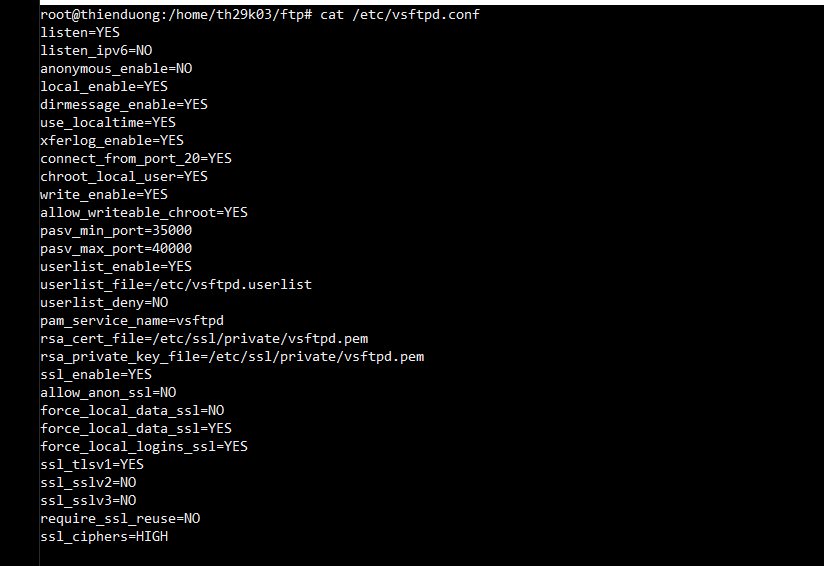 root@thienduong:/home/th29k03/ftp# cat /etc/vsftpd.conf
listen=YES
listen_ipv6=NO
anonymous_enable=NO
local_enable=YES
dirmessage_enable=YES
use_localtime=YES
xferlog_enable=YES
connect_from_port_20=YES
chroot_local_user=YES
write_enable=YES
allow_writeable_chroot=YES
pasv_min_port=35000
pasv_max_port=40000
userlist_enable=YES
userlist_file=/etc/vsftpd.userlist
userlist_deny=NO
pam_service_name=vsftpd
rsa_cert_file=/etc/ssl/private/vsftpd.pem
rsa_private_key_file=/etc/ssl/private/vsftpd.pem
ssl_enable=YES
allow_anon_ssl=NO
force_local_data_ssl=NO
force_local_data_ssl=YES
force_local_logins_ssl=YES
ssl_tlsv1=YES
ssl_sslv2=NO
ssl_sslv3=NO
require_ssl_reuse=NO
ssl_ciphers=HIGH